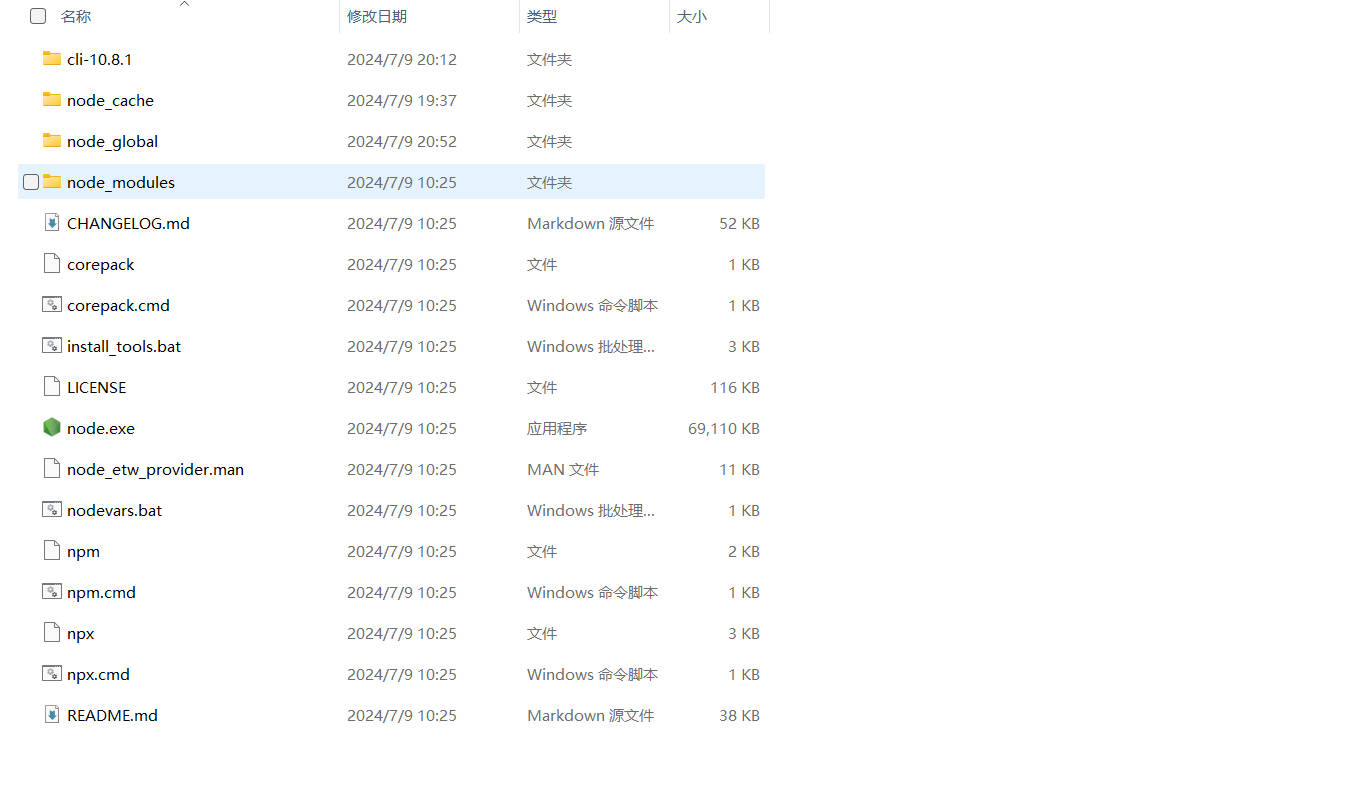 名称 修改日期 类型 大小
cli-10.8.1 2024/7/9 20:12 文件夹
node_cache 2024/7/9 19:37 文件夹
node_global 2024/7/9 20:52 文件夹
node_modules 2024/7/9 10:25 文件夹
CHANGELOG.md 2024/7/9 10:25 Markdown 源文件 52 KB
corepack 2024/7/9 10:25 文件 1 KB
corepack.cmd 2024/7/9 10:25 Windows 命令脚本 1 KB
install_tools.bat 2024/7/9 10:25 Windows 批处理... 3 KB
LICENSE 2024/7/9 10:25 文件 116 KB
node.exe 2024/7/9 10:25 应用程序 69,110 KB
node_etw_provider.man 2024/7/9 10:25 MAN 文件 11 KB
nodevars.bat 2024/7/9 10:25 Windows 批处理... 1 KB
npm 2024/7/9 10:25 文件 2 KB
npm.cmd 2024/7/9 10:25 Windows 命令脚本 1 KB
npx 2024/7/9 10:25 文件 3 KB
npx.cmd 2024/7/9 10:25 Windows 命令脚本 1 KB
README.md 2024/7/9 10:25 Markdown 源文件 38 KB